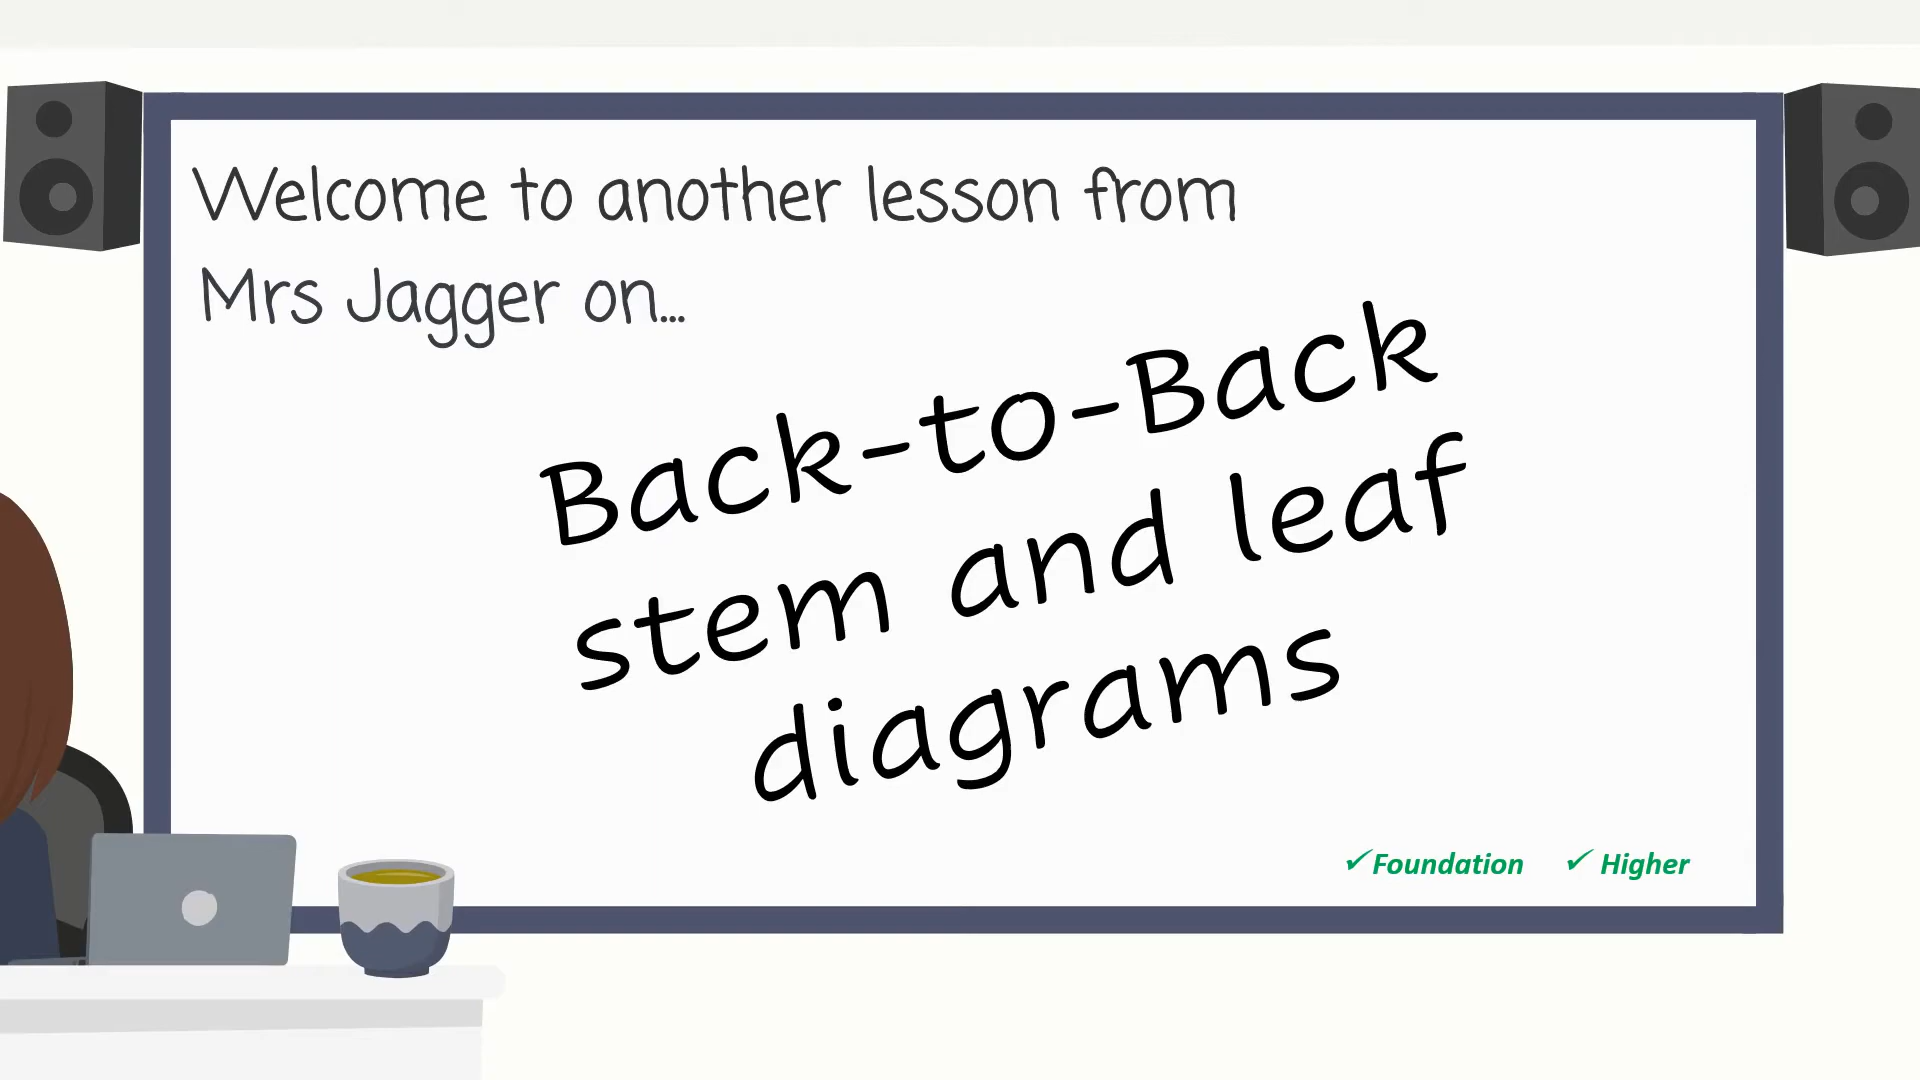 Welcome to another lesson from
Mrs Jagger on...
Back-to-Back
stem and leaf
diagrams
✓Foundation ✓ Higher